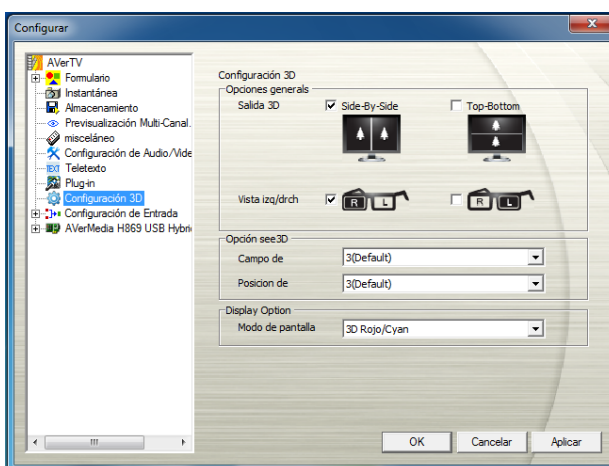 Configurar
AVerTV
Formulario
Instantánea
Almacenamiento
Previsualización Multi-Canal.
misceláneo
Configuración de Audio/Vide
TEXT Teletexto
Plug-in
Configuración 3D
Configuración de Entrada
AVerMedia H869 USB Hybri
Configuración 3D
Opciones generals
Salida 3D
Side-By-Side
Top-Bottom
Vista izq/drch
R L
R L
Opción see3D
Campo de
3(Default)
Posicion de
3(Default)
Display Option
Modo de pantalla
3D Rojo/Cyan
OK
Cancelar
Aplicar